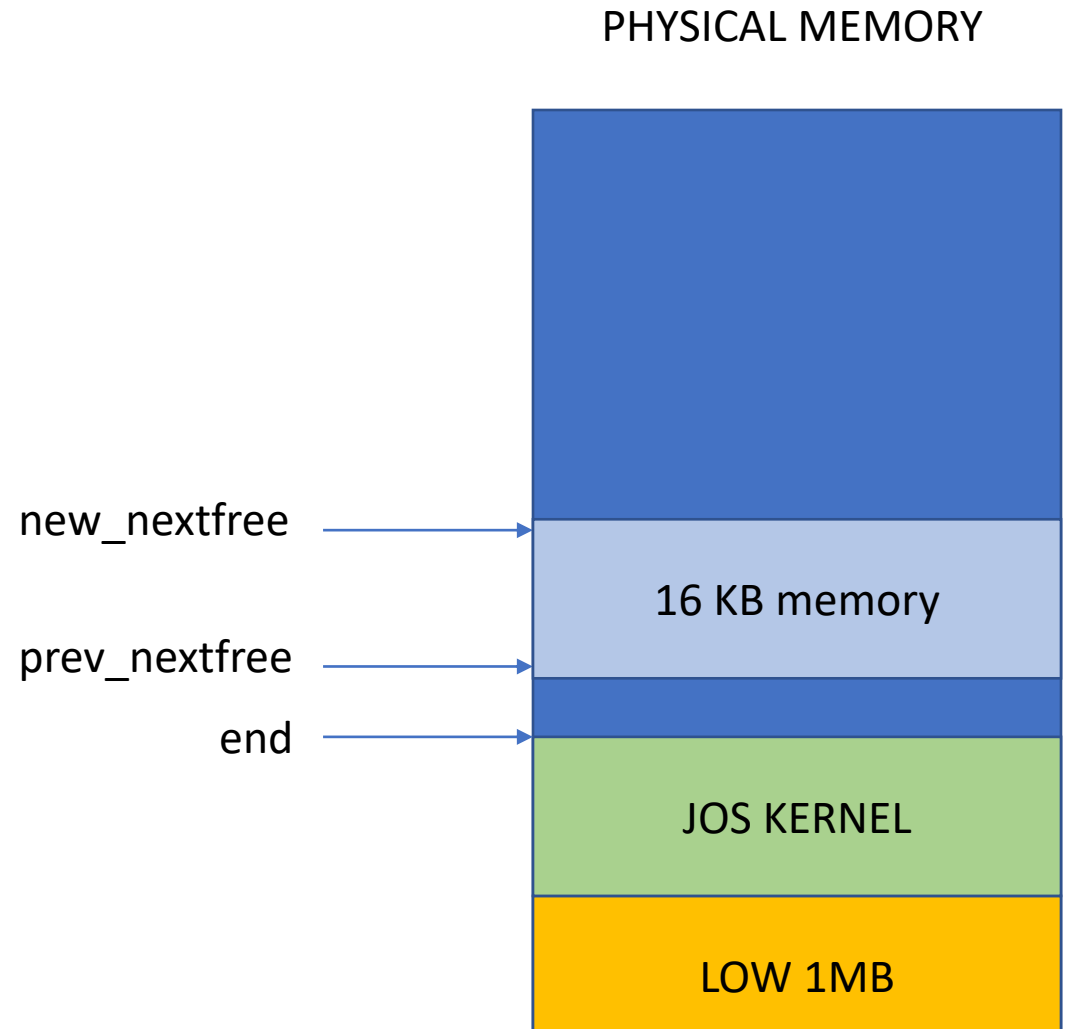 PHYSICAL MEMORY
new_nextfree
16 KB memory
prev_nextfree
end
JOS KERNEL
LOW 1MB